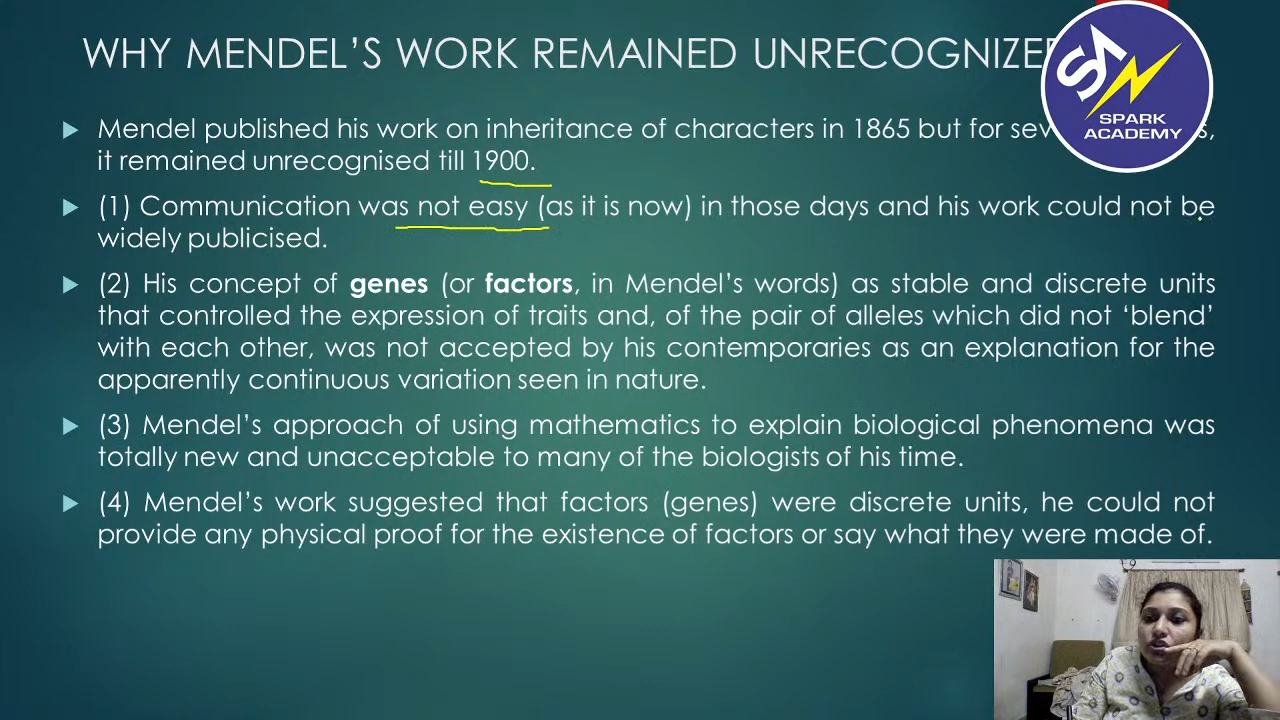 WHY MENDEL'S WORK REMAINED UNRECOGNIZE
SPARK
ACADEMY
Mendel published his work on inheritance of characters in 1865 but for
it remained unrecognised till 1900.
(1) Communication was not easy (as it is now) in those days and his work could not be
widely publicised.
(2) His concept of genes (or factors, in Mendel's words) as stable and discrete units
that controlled the expression of traits and, of the pair of alleles which did not 'blend'
with each other, was not accepted by his contemporaries as an explanation for the
apparently continuous variation seen in nature.
(3) Mendel's approach of using mathematics to explain biological phenomena was
totally new and unacceptable to many of the biologists of his time.
(4) Mendel's work suggested that factors (genes) were discrete units, he could not
provide any physical proof for the existence of factors or say what they were made of.